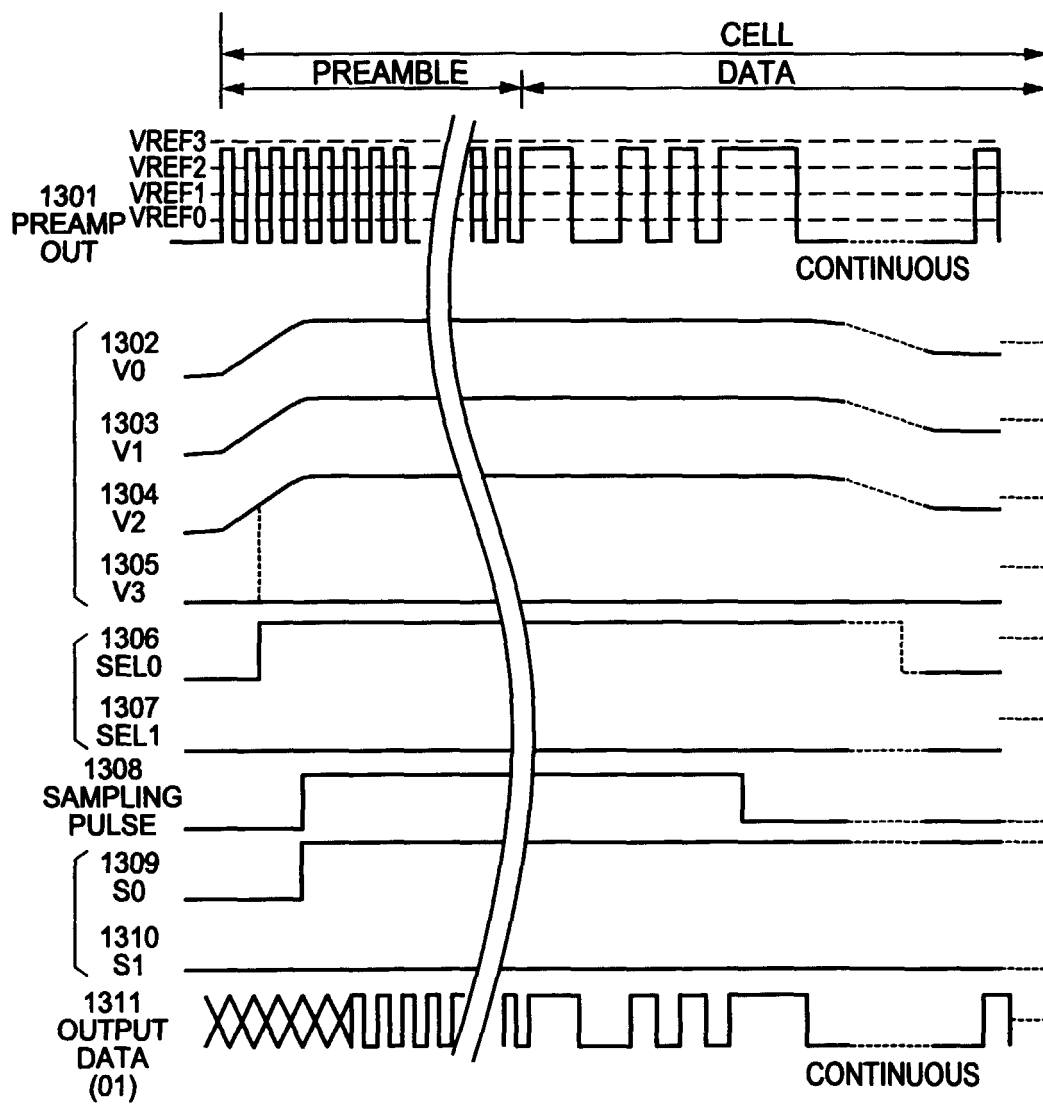 CELL
PREAMBLE
DATA
VREF3
VREF2
VREF1
VREF0
1301
PREAMP
OUT
CONTINUOUS
1302
V0
1303
V1
1304
V2
1305
V3
1306
SEL0
1307
SEL1
1308
SAMPLING
PULSE
1309
S0
1310
S1
1311
OUTPUT
DATA
(01)
CONTINUOUS